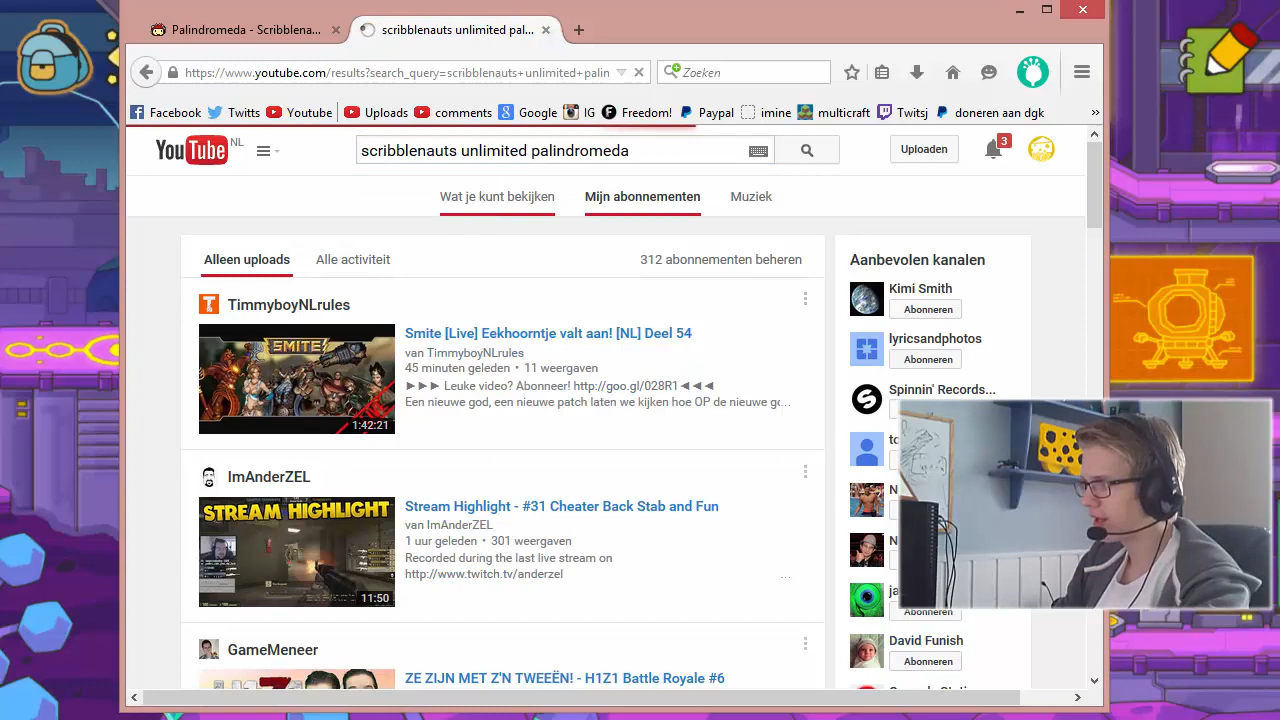 Palindromeda - Scribblena...
scribblenauts unlimited pal...
https://www.youtube.com/results?search_query=scribblenauts+unlimited+palin
Zoeken
Facebook
Twitts
Youtube
Uploads
comments
Google
IG
Freedom!
Paypal
imine
multicraft
Twitsj
doneren aan dgk
YouTube NL
scribblenauts unlimited palindromeda
Uploaden
3
Wat je kunt bekijken
Mijn abonnementen
Muziek
Alleen uploads
Alle activiteit
312 abonnementen beheren
TimmyboyNLrules
SMITE
1:42:21
Smite [Live] Eekhoorntje valt aan! [NL] Deel 54
van TimmyboyNLrules
45 minuten geleden • 11 weergaven
►►► Leuke video? Abonneer! http://goo.gl/028R1◄◄◄
Een nieuwe god, een nieuwe patch laten we kijken hoe OP de nieuwe gc...
ImAnderZEL
STREAM HIGHLIGHT
11:50
Stream Highlight - #31 Cheater Back Stab and Fun
van ImAnderZEL
1 uur geleden • 301 weergaven
Recorded during the last live stream on
http://www.twitch.tv/anderzel
...
GameMeneer
ZE ZIJN MET Z'N TWEEËN! - H1Z1 Battle Royale #6
Aanbevolen kanalen
Kimi Smith
Abonneren
lyricsandphotos
Abonneren
Spinnin' Records...
Abonneren
David Funish
Abonneren